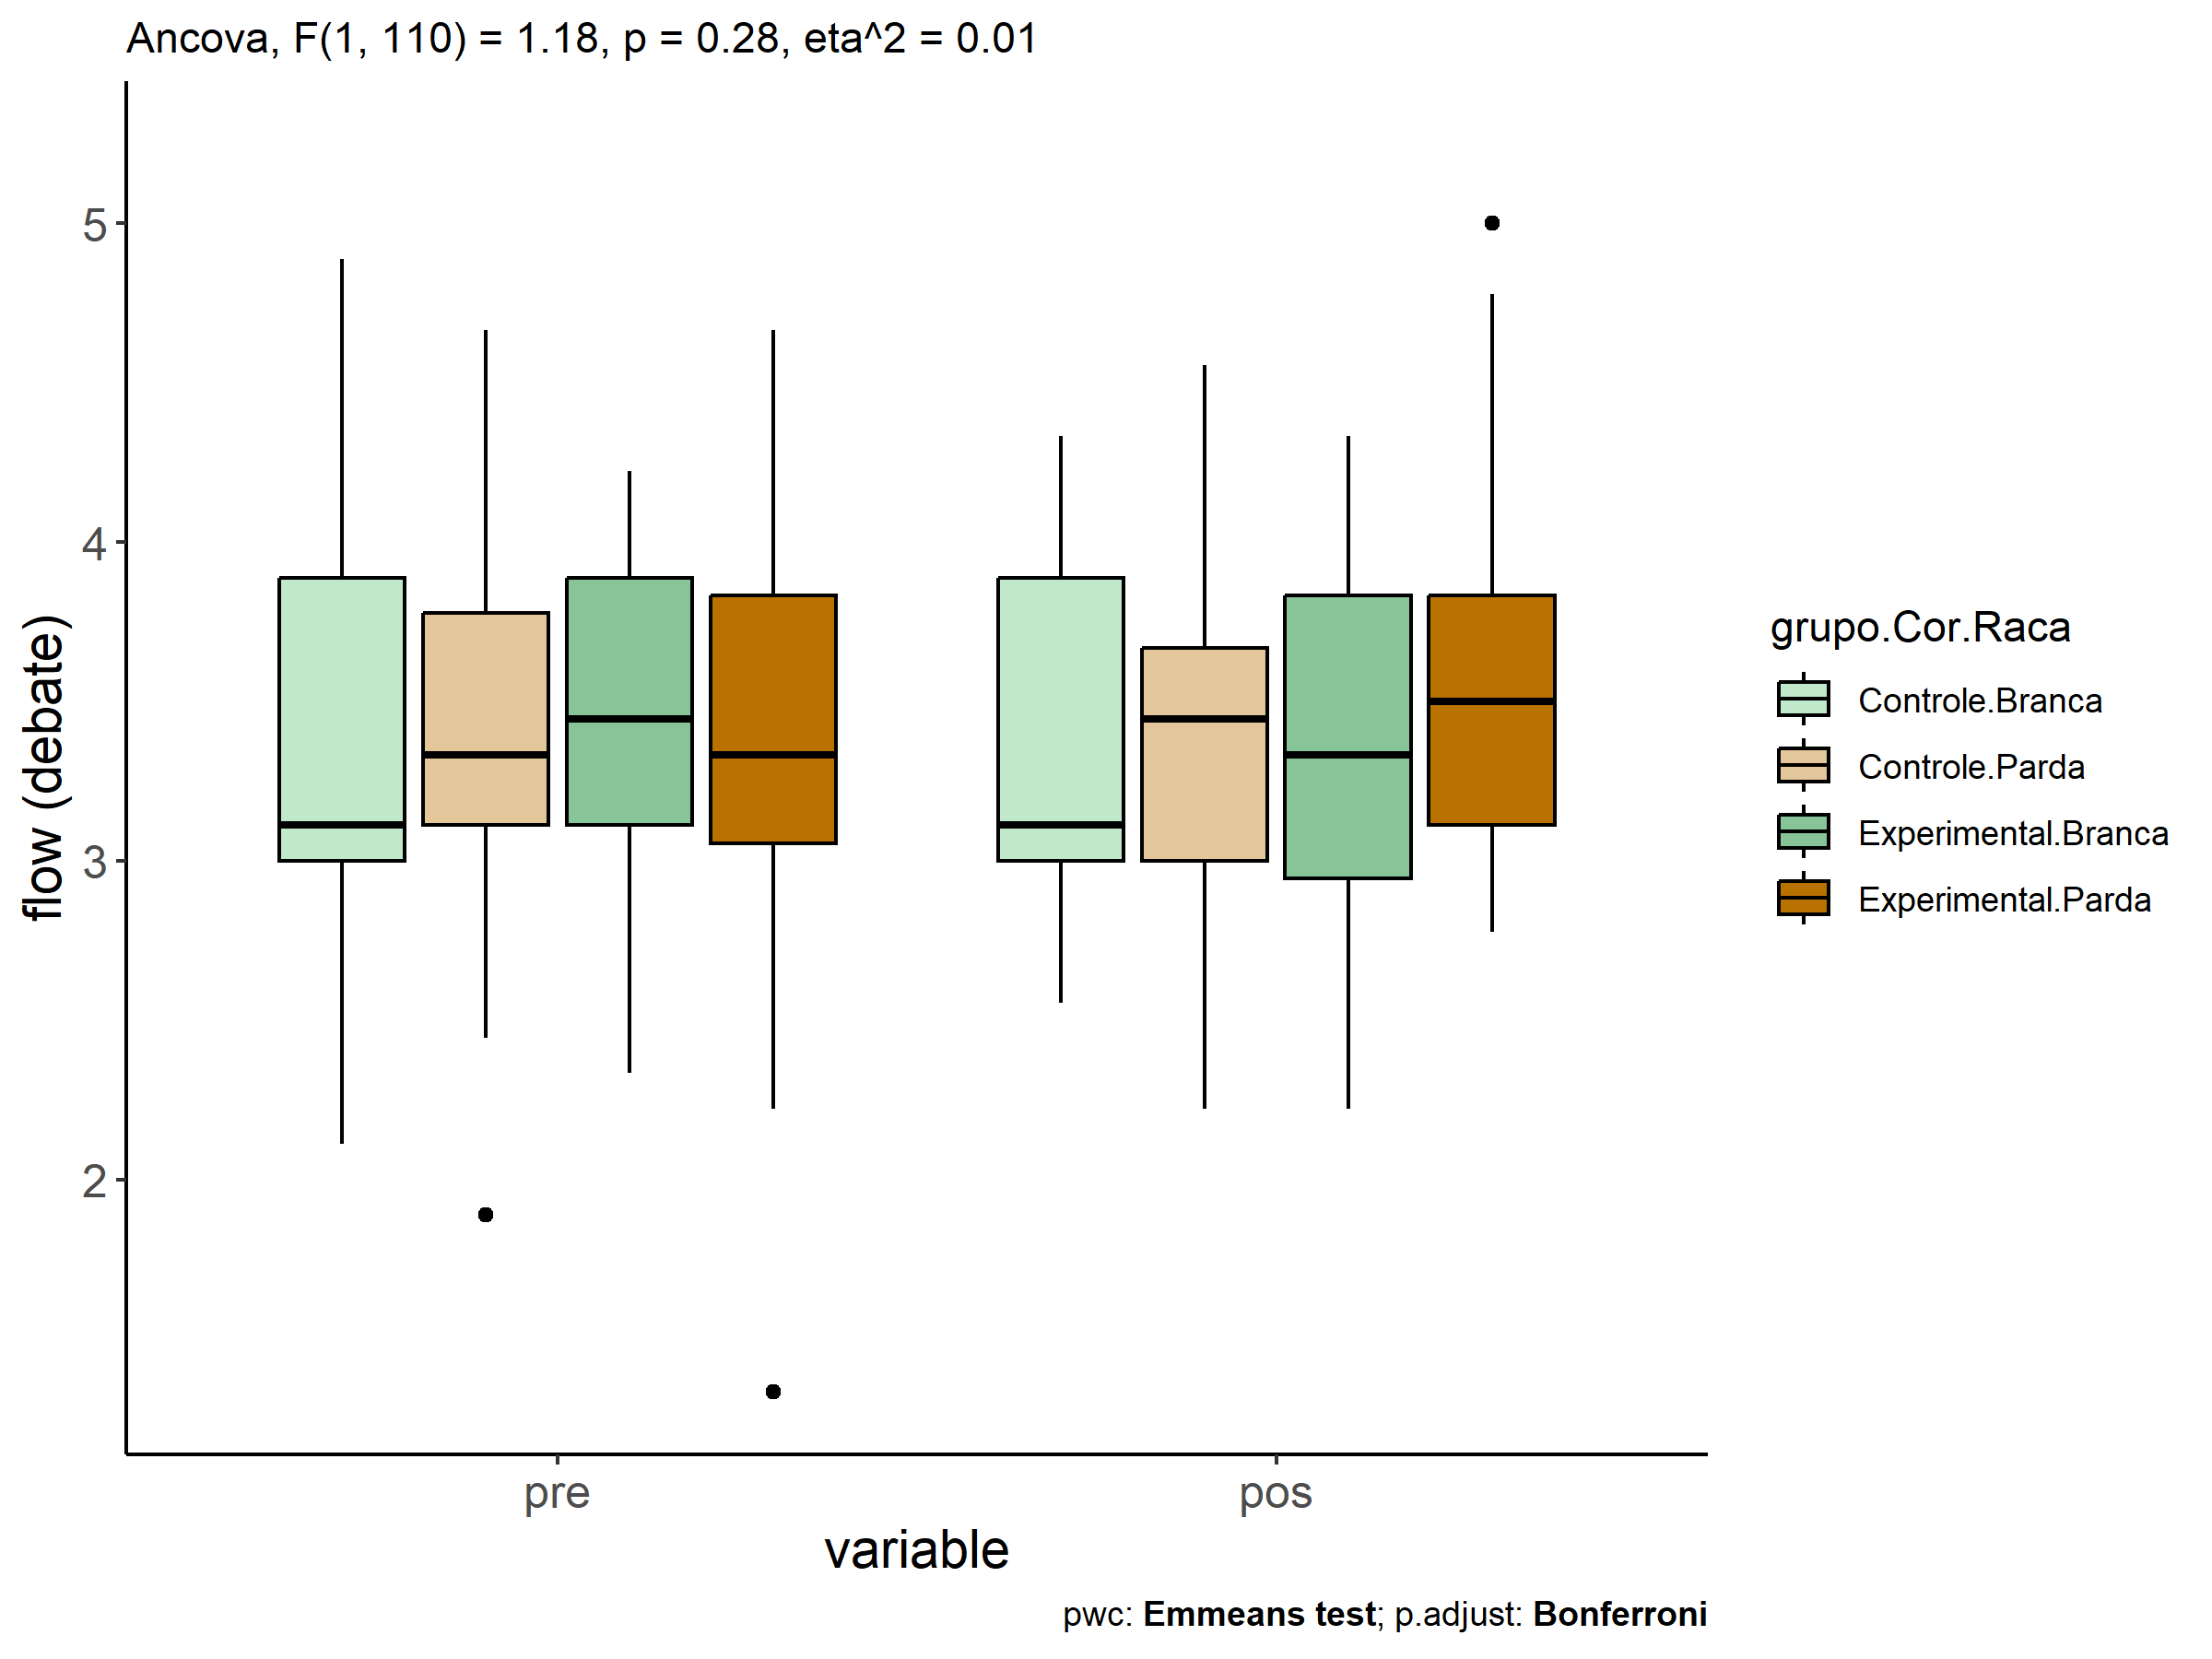 Ancova, F(1, 110) = 1.18, p = 0.28, eta^2 = 0.01
flow (debate)
5
4
3
2
pre
pos
variable
grupo.Cor.Raca
Controle.Branca
Controle.Parda
Experimental.Branca
Experimental.Parda
pwc: Emmeans test; p.adjust: Bonferroni